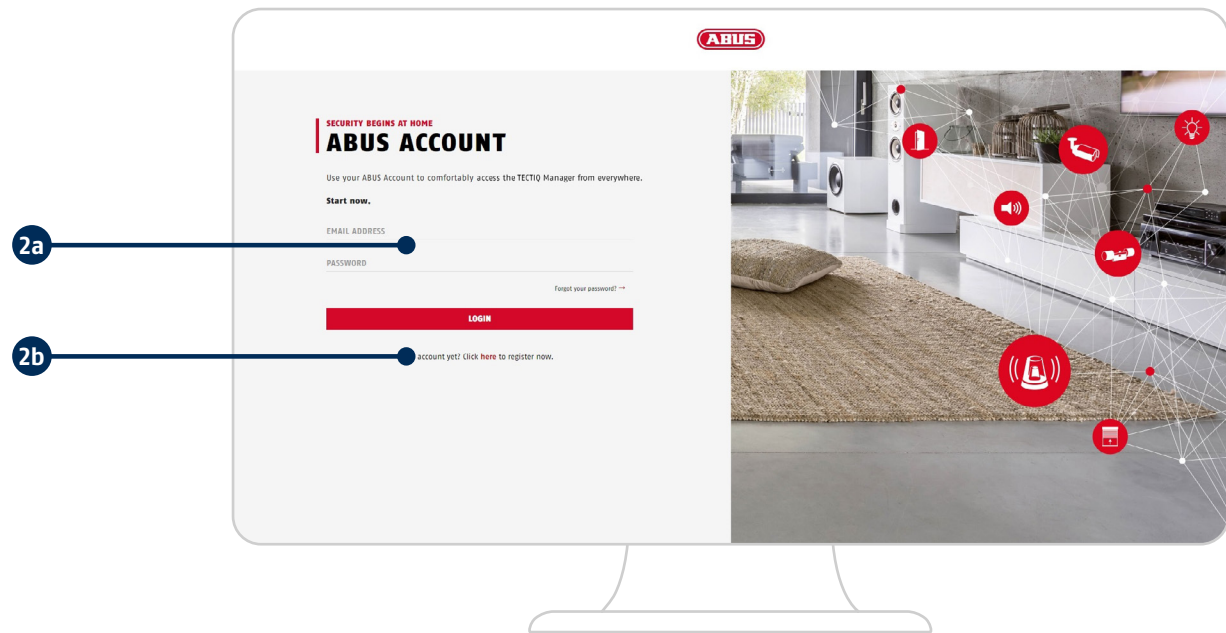 ABUS
SECURITY BEGINS AT HOME
ABUS ACCOUNT
Use your ABUS Account to comfortably access the TECTIQ Manager from everywhere.
Start now.
2a
EMAIL ADDRESS
PASSWORD
Forgot your password? →
LOGIN
2b
account yet? Click here to register now.